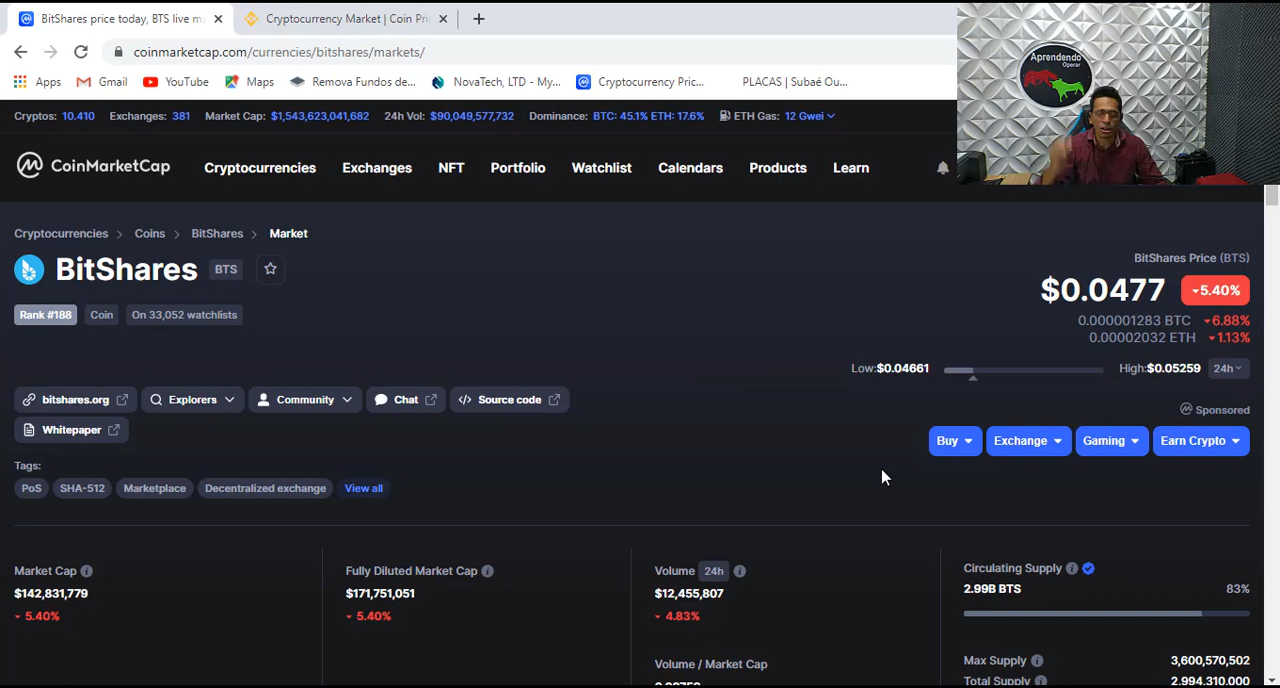 BitShares price today, BTS live ma
Cryptocurrency Market | Coin Pri
coinmarketcap.com/currencies/bitshares/markets/
Apps Gmail YouTube Maps Remova Fundos de... NovaTech, LTD - My... Cryptocurrency Pric... PLACAS | Subaé Ou...
Aprendendo
Operar
Cryptos: 10.410 Exchanges: 381 Market Cap: $1,543,623,041,682 24h Vol: $90,049,577,732 Dominance: BTC: 45.1% ETH: 17.6% ETH Gas: 12 Gwei
CoinMarketCap Cryptocurrencies Exchanges NFT Portfolio Watchlist Calendars Products Learn
Cryptocurrencies > Coins > BitShares > Market
BitShares BTS
Rank #188 Coin On 33,052 watchlists
BitShares Price (BTS)
$0.0477 5.40%
0.000001283 BTC 6.88%
0.00002032 ETH 1.13%
Low:$0.04661 High:$0.05259 24h
bitshares.org Explorers Community Chat Source code
Whitepaper
Sponsored
Buy Exchange Gaming Earn Crypto
Tags:
PoS SHA-512 Marketplace Decentralized exchange View all
Market Cap
$142,831,779
5.40%
Fully Diluted Market Cap
$171,751,051
5.40%
Volume 24h
$12,455,807
4.83%
Volume / Market Cap
Circulating Supply
2.99B BTS 83%
Max Supply 3,600,570,502
Total Supply 2,994,310,000